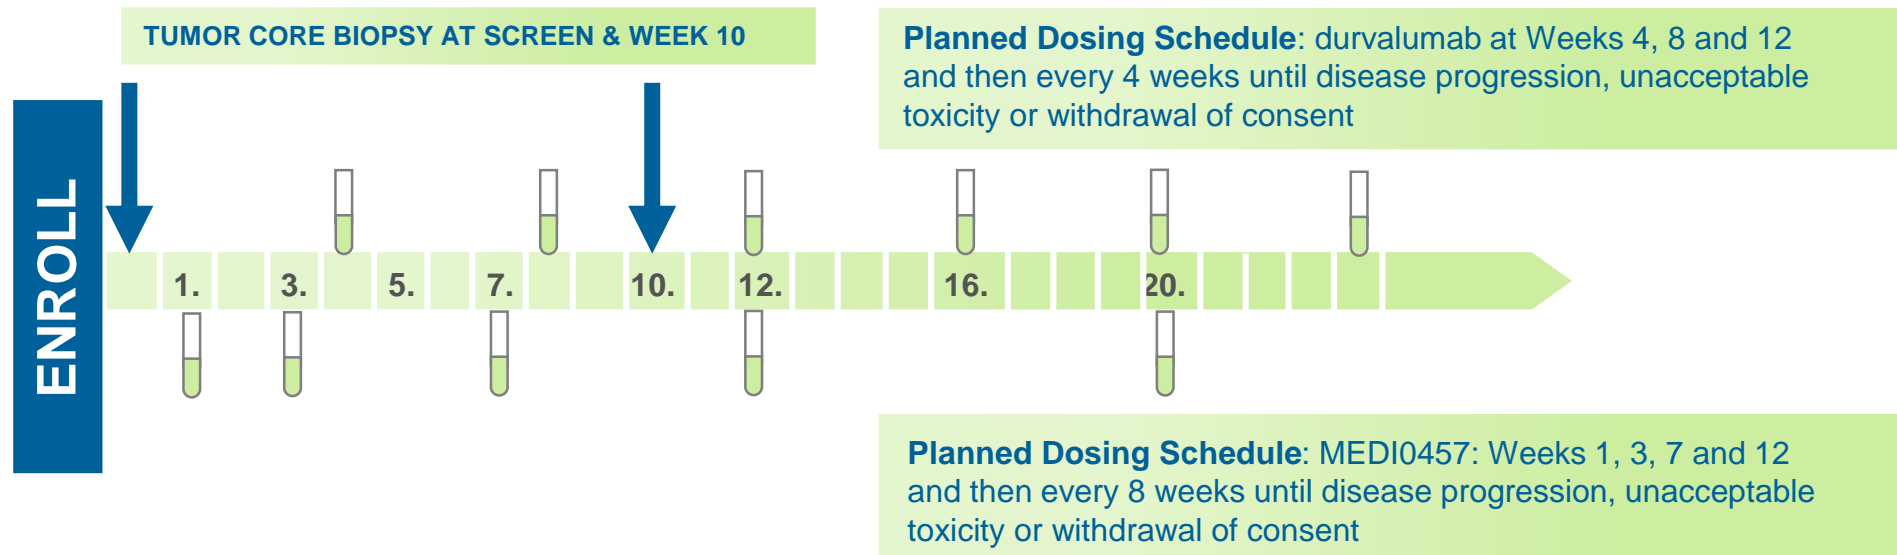 TUMOR CORE BIOPSY AT SCREEN & WEEK 10
Planned Dosing Schedule: durvalumab at Weeks 4, 8 and 12
and then every 4 weeks until disease progression, unacceptable
toxicity or withdrawal of consent
ENROLL
1. 3. 5. 7. 10. 12. 16. 20.
Planned Dosing Schedule: MEDI0457: Weeks 1, 3, 7 and 12
and then every 8 weeks until disease progression, unacceptable
toxicity or withdrawal of consent